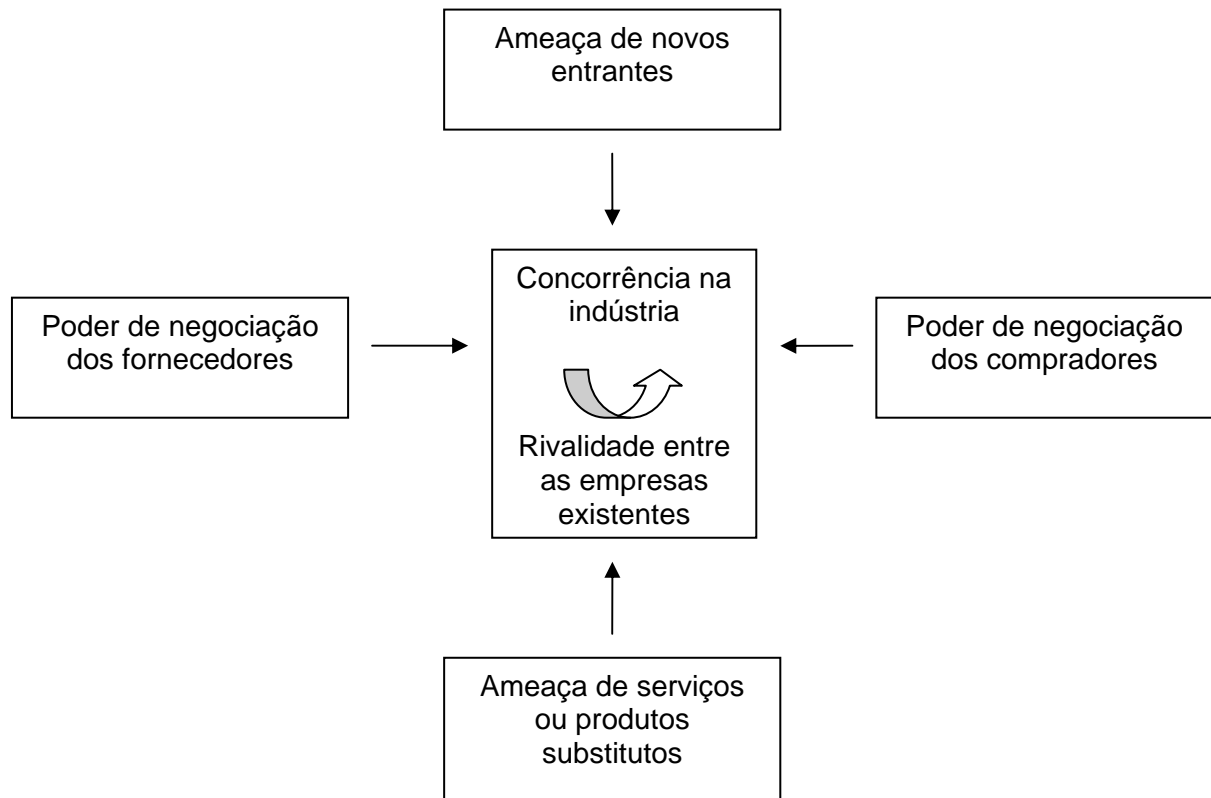 Ameaça de novos
entrantes
Concorrência na
indústria
Poder de negociação
dos fornecedores
Poder de negociação
dos compradores
Rivalidade entre
as empresas
existentes
Ameaça de serviços
ou produtos
substitutos